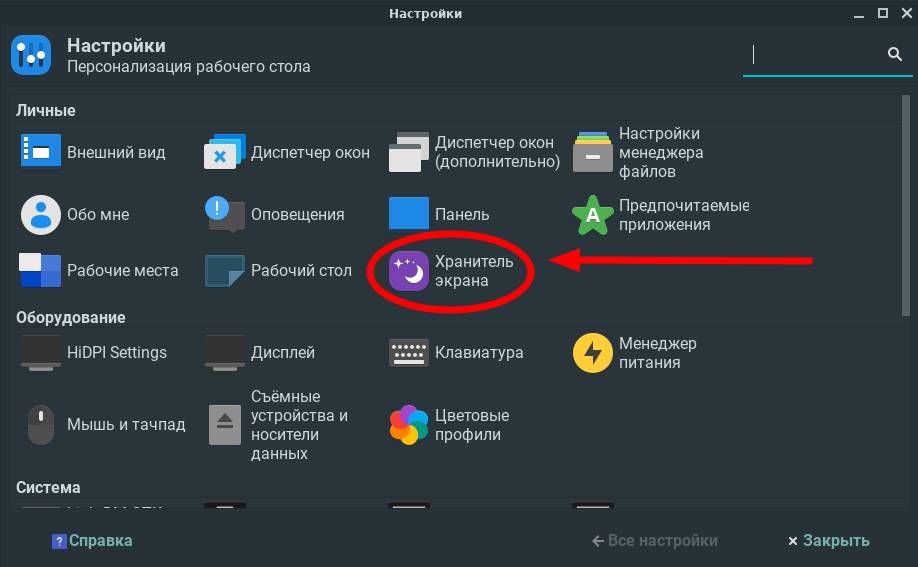 Настройки
Настройки
Персонализация рабочего стола
Личные
Внешний вид
Диспетчер окон
Диспетчер окон
(дополнительно)
Настройки
менеджера
файлов
Обо мне
!
Оповещения
Панель
A
Предпочитаемые
приложения
Рабочие места
Рабочий стол
Хранитель
экрана
Оборудование
HiDPI Settings
Дисплей
Клавиатура
Менеджер
питания
Мышь и тачпад
Съёмные
устройства и
носители
данных
Цветовые
профили
Система
? Справка
Все настройки
Закрыть